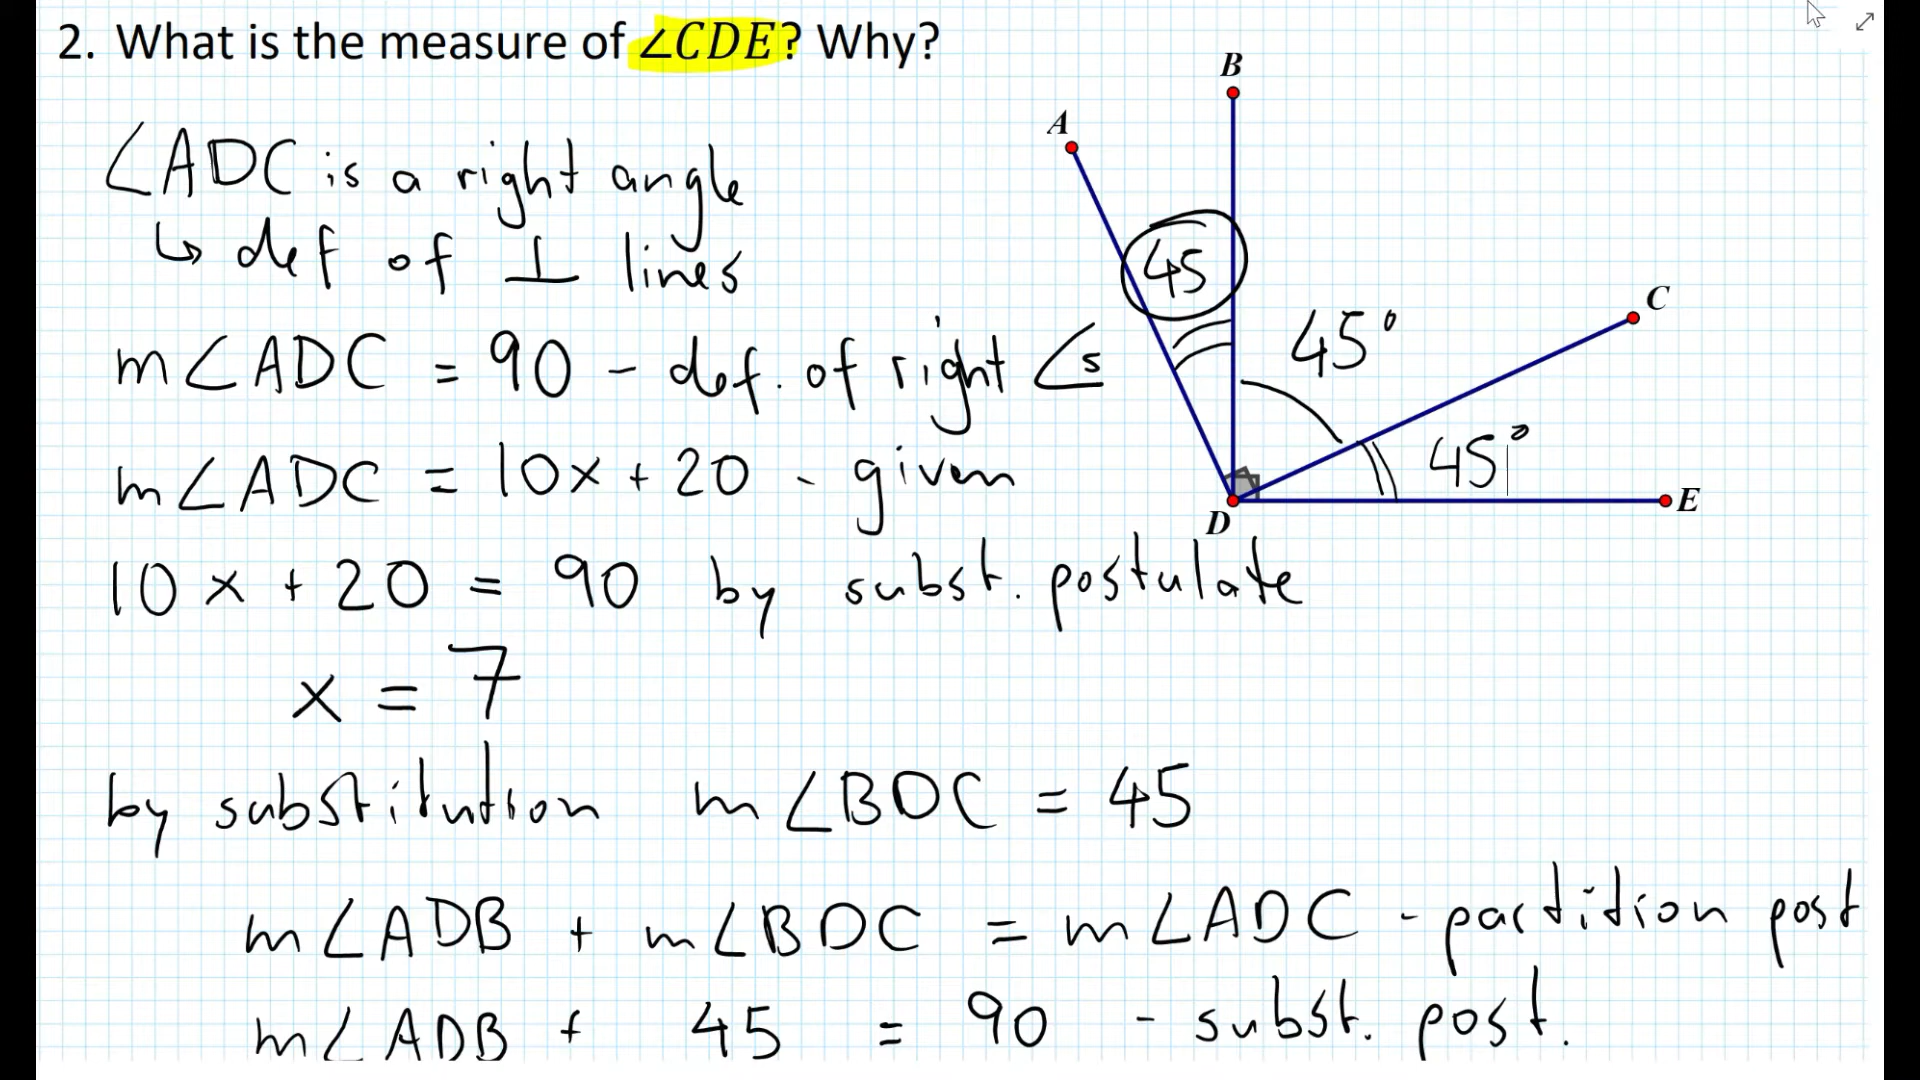 2. What is the measure of ∠CDE? Why?
∠ADC is a right angle
↳ def of ⊥ lines
m∠ADC = 90 - def. of right ∠s
m∠ADC = 10x + 20 - given
10x + 20 = 90 by subst. postulate
x = 7
by substitution m∠BDC = 45
m∠ADB + m∠BDC = m∠ADC - partition post
m∠ADB + 45 = 90 - subst. post.
B
A
45
C
45°
45°
D
E